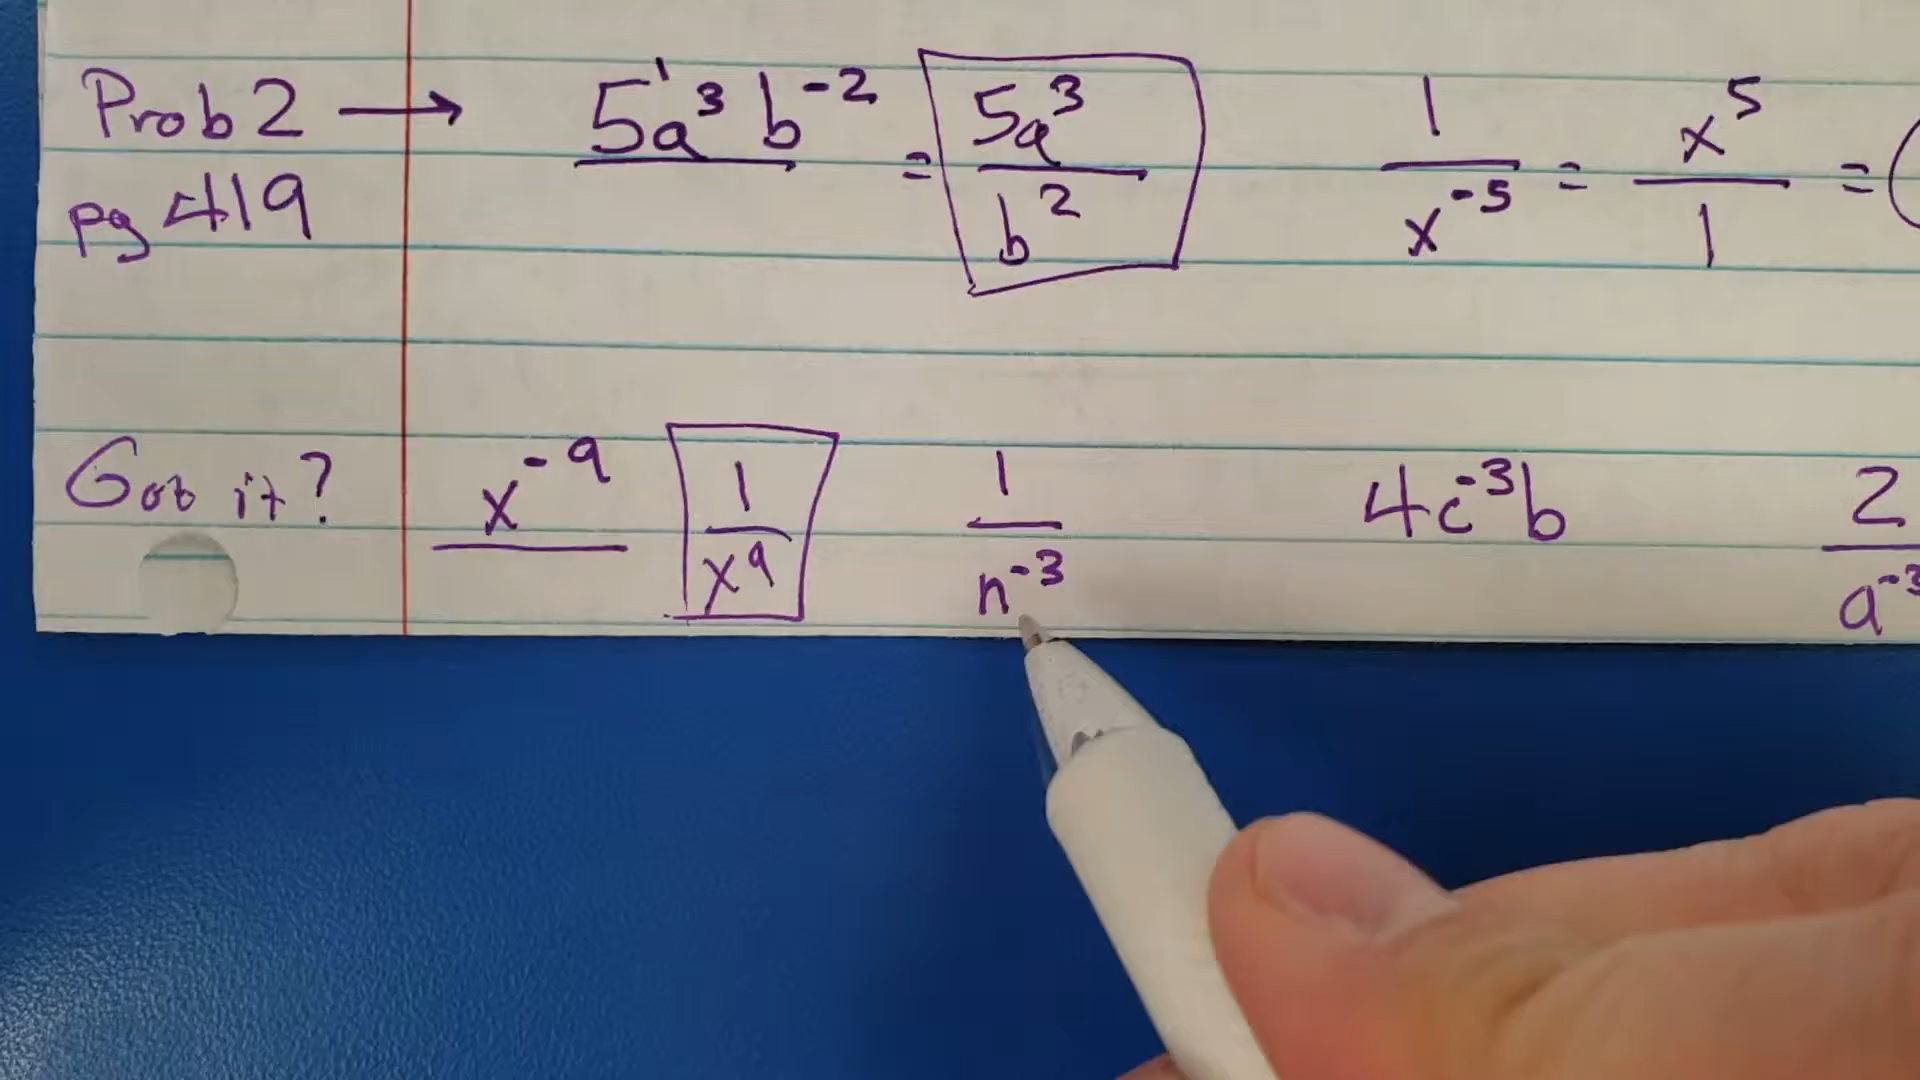 Prob 2 → 5a³b⁻² = 5a³/b² 1/x⁻⁵ = x⁵/1 =
pg 419
Got it? x⁻⁹ 1/x⁹ 1/n⁻³ 4c⁻³b 2/a⁻³